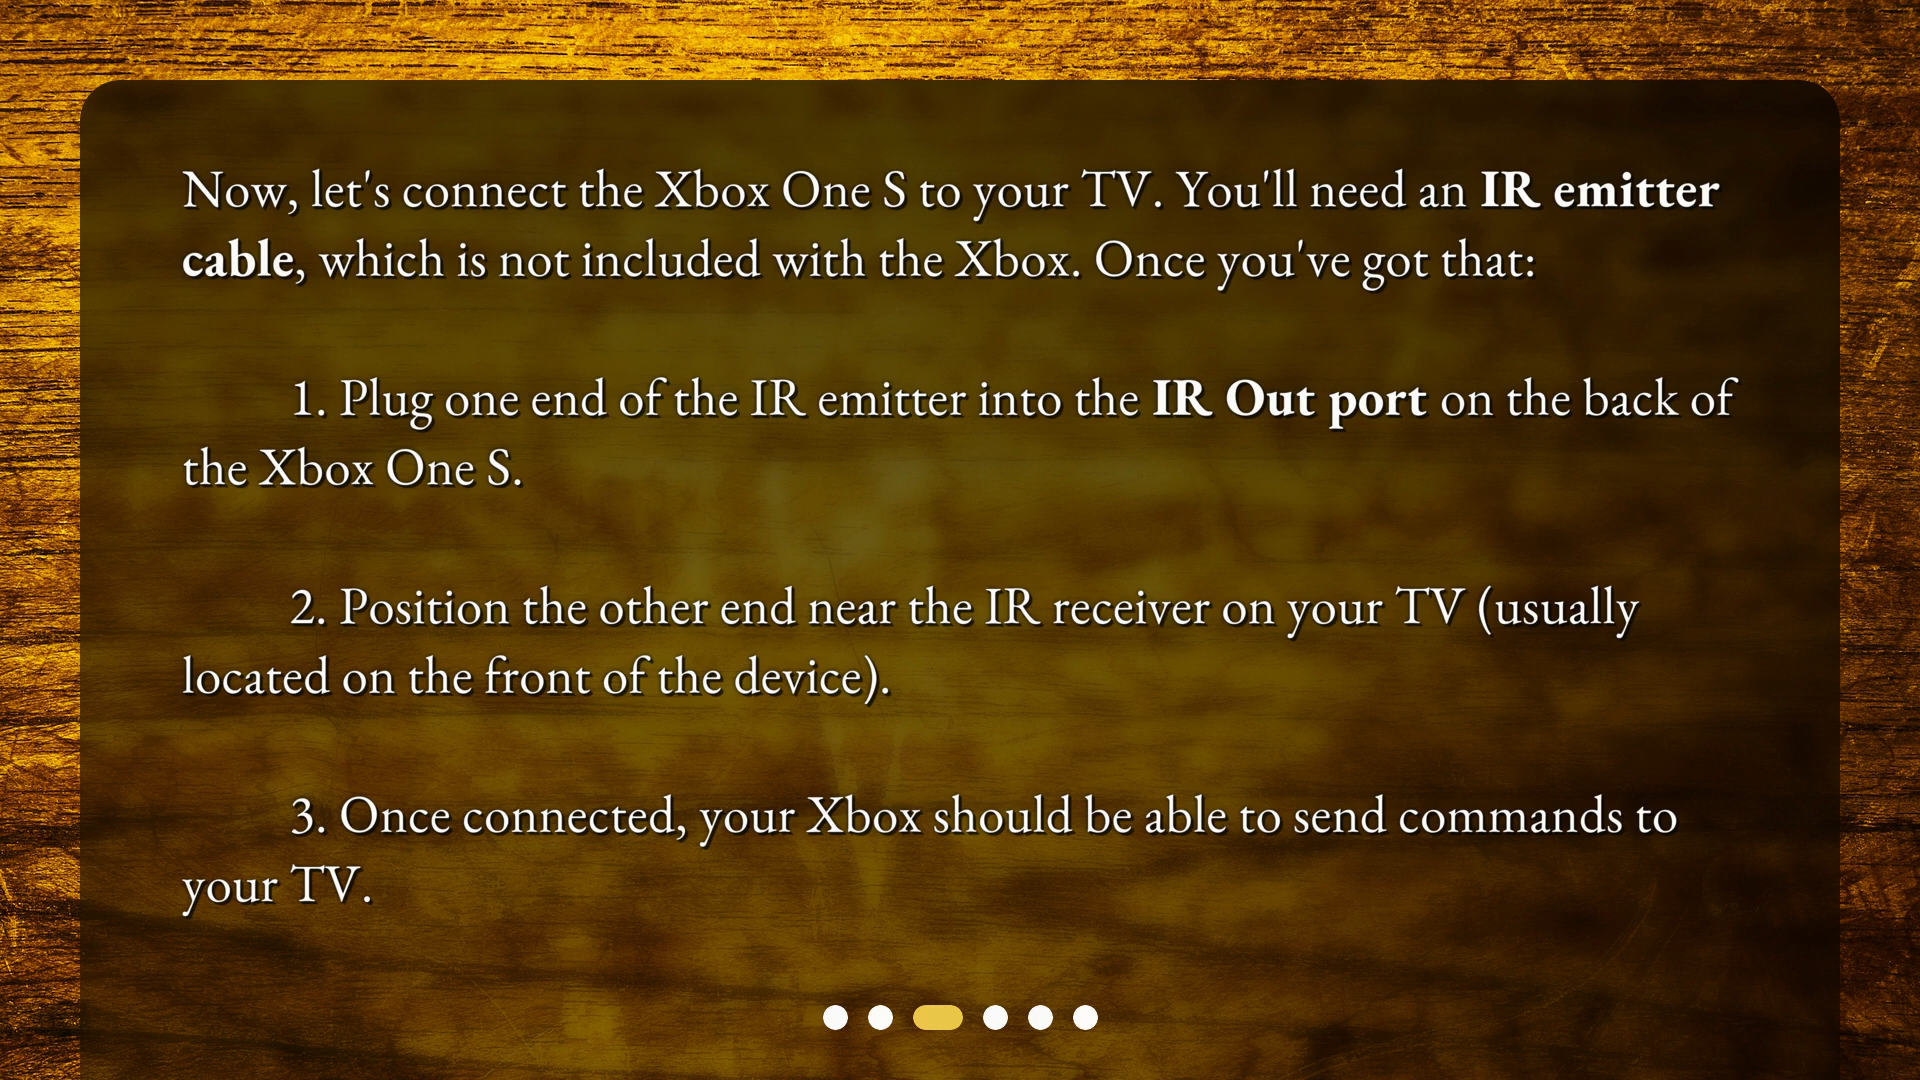 Now, let's connect the Xbox One S to your TV. You'll need an IR emitter
cable, which is not included with the Xbox. Once you've got that:
1. Plug one end of the IR emitter into the IR Out port on the back of
the Xbox One S.
2. Position the other end near the IR receiver on your TV (usually
located on the front of the device).
3. Once connected, your Xbox should be able to send commands to
your TV.